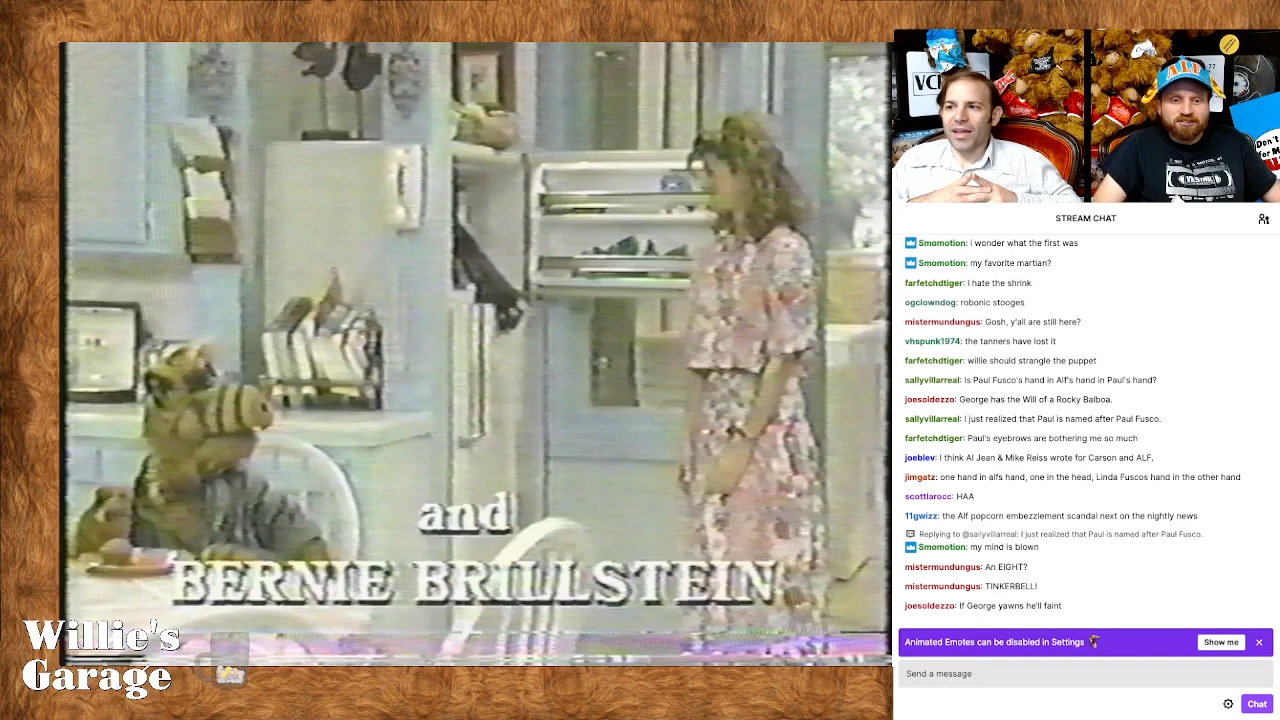 and
BERNIE BRILLSTEIN
Willie's
Garage
VCR
ALF
77
Don't
for M
STREAM CHAT
Smomotion: i wonder what the first was
Smomotion: my favorite martian?
farfetchdtiger: I hate the shrink
ogclowndog: robonic stooges
mistermundungus: Gosh, y'all are still here?
vhspunk1974: the tanners have lost it
farfetchdtiger: willie should strangle the puppet
sallyvillarreal: Is Paul Fusco's hand in Alf's hand in Paul's hand?
joesoldezzo: George has the Will of a Rocky Balboa.
sallyvillarreal: I just realized that Paul is named after Paul Fusco.
farfetchdtiger: Paul's eyebrows are bothering me so much
joeblev: I think Al Jean & Mike Reiss wrote for Carson and ALF.
jimgatz: one hand in alfs hand, one in the head, Linda Fuscos hand in the other hand
scottlarocc: HAA
11gwizz: the Alf popcorn embezzlement scandal next on the nightly news
Replying to @sallyvillarreal: I just realized that Paul is named after Paul Fusco.
Smomotion: my mind is blown
mistermundungus: An EIGHT?
mistermundungus: TINKERBELL!
joesoldezzo: If George yawns he'll faint
Animated Emotes can be disabled in Settings
Show me
Send a message
Chat